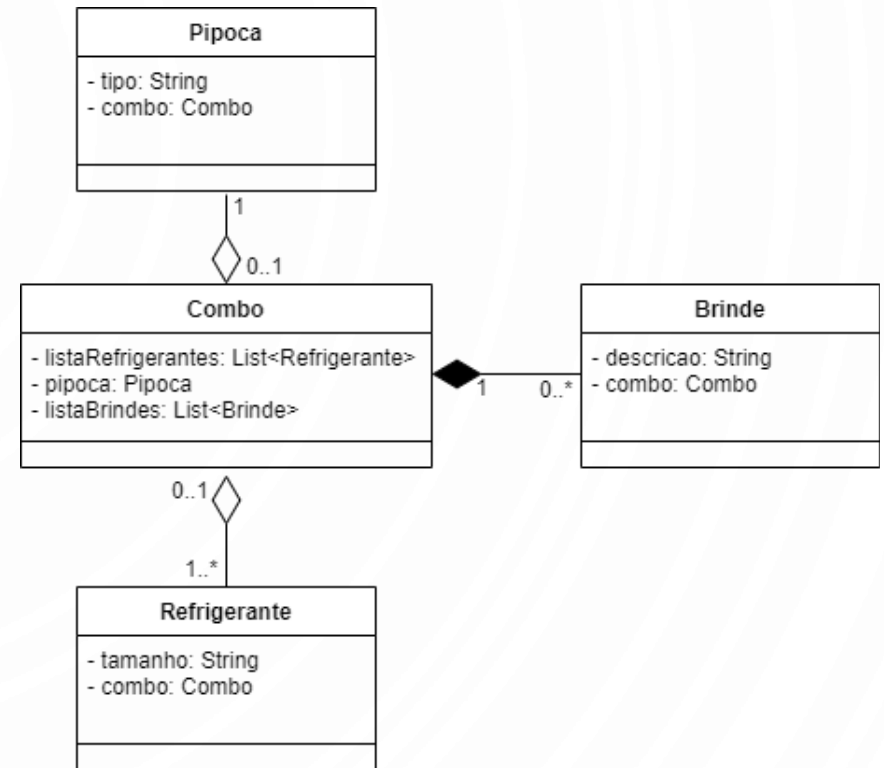 Pipoca
- tipo: String
- combo: Combo
1
0..1
Combo
- listaRefrigerantes: List<Refrigerante>
- pipoca: Pipoca
- listaBrindes: List<Brinde>
1
0..*
Brinde
- descricao: String
- combo: Combo
0..1
1..*
Refrigerante
- tamanho: String
- combo: Combo